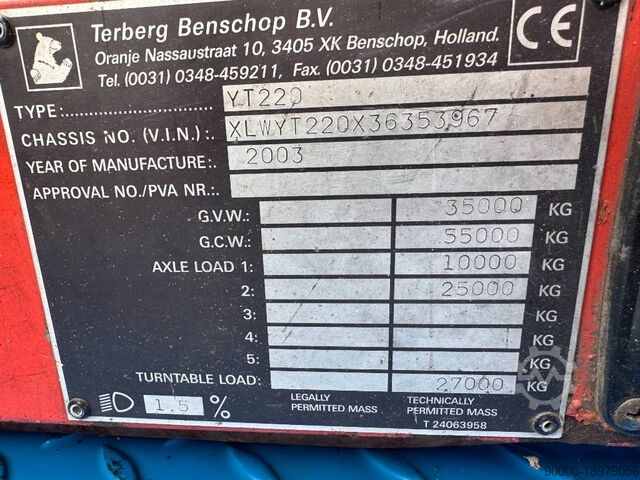 Terberg Benschop B.V.
Oranje Nassaustraat 10, 3405 XK Benschop, Holland.
Tel. (0031) 0348-459211, Fax. (0031) 0348-451934
CE
TYPE: YT220
CHASSIS NO. (V.I.N.): XLWYT220X36353967
YEAR OF MANUFACTURE: 2003
APPROVAL NO./PVA NR.:
G.V.W.: 35000 KG
G.C.W.: 55000 KG
AXLE LOAD 1: 10000 KG
2: 25000 KG
3: KG
4: KG
5: KG
TURNTABLE LOAD: 27000 KG
1.5 %
LEGALLY PERMITTED MASS
TECHNICALLY PERMITTED MASS
T 24063958